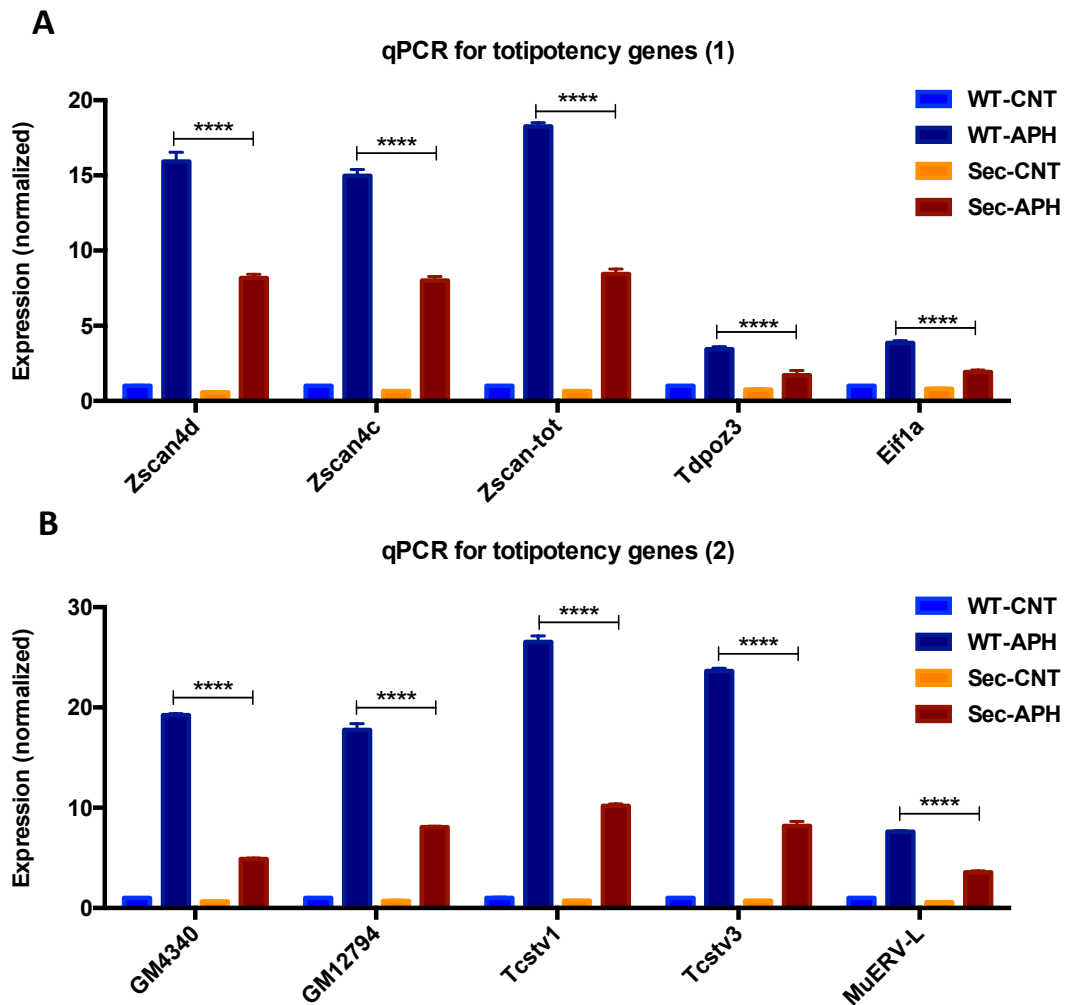 A
qPCR for totipotency genes (1)
Expression (normalized)
20
15
10
5
0
****
****
****
****
****
WT-CNT
WT-APH
Sec-CNT
Sec-APH
Zscan4d
Zscan4c
Zscan-tot
Tdpoz3
Eif1a
B
qPCR for totipotency genes (2)
Expression (normalized)
30
20
10
0
****
****
****
****
****
WT-CNT
WT-APH
Sec-CNT
Sec-APH
GM4340
GM12794
Tcstv1
Tcstv3
MuERV-L